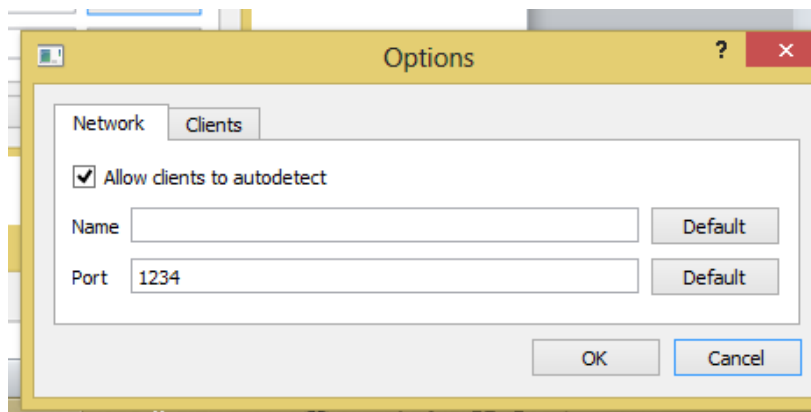 Options
?
Network Clients
Allow clients to autodetect
Name Default
Port 1234 Default
OK Cancel